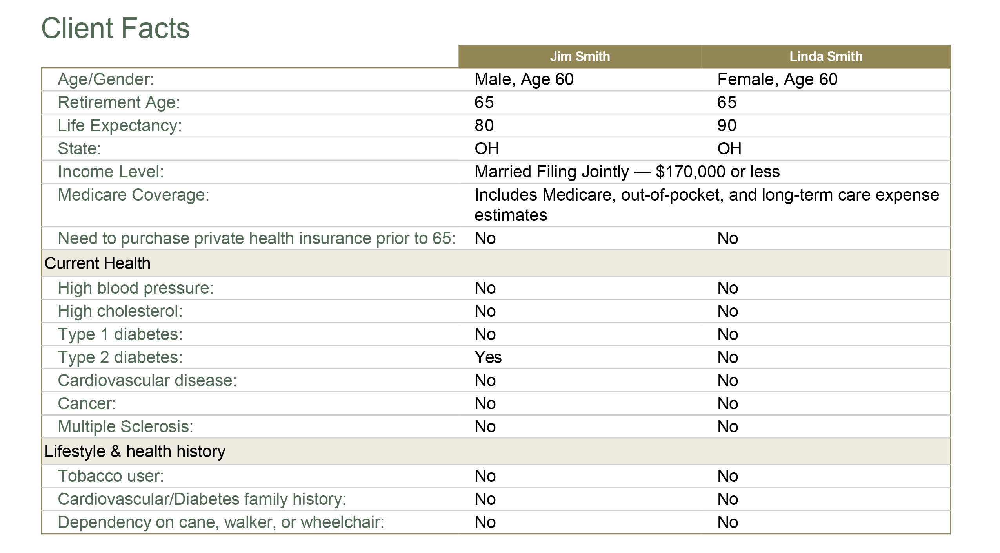 Client Facts
Jim Smith Linda Smith
Age/Gender: Male, Age 60 Female, Age 60
Retirement Age: 65 65
Life Expectancy: 80 90
State: OH OH
Income Level: Married Filing Jointly — $170,000 or less
Medicare Coverage: Includes Medicare, out-of-pocket, and long-term care expense
estimates
Need to purchase private health insurance prior to 65: No No
Current Health
High blood pressure: No No
High cholesterol: No No
Type 1 diabetes: No No
Type 2 diabetes: Yes No
Cardiovascular disease: No No
Cancer: No No
Multiple Sclerosis: No No
Lifestyle & health history
Tobacco user: No No
Cardiovascular/Diabetes family history: No No
Dependency on cane, walker, or wheelchair: No No